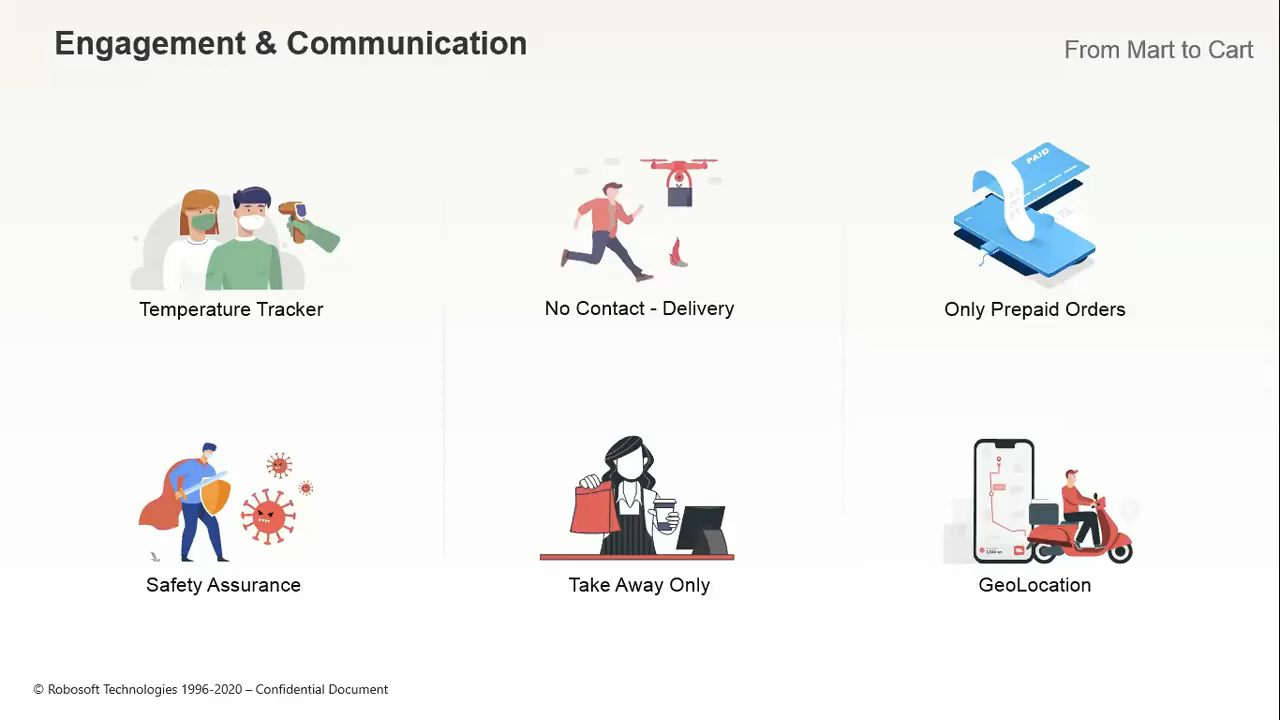 Engagement & Communication
From Mart to Cart
PAID
Temperature Tracker
No Contact - Delivery
Only Prepaid Orders
Safety Assurance
Take Away Only
GeoLocation
© Robosoft Technologies 1996-2020 – Confidential Document